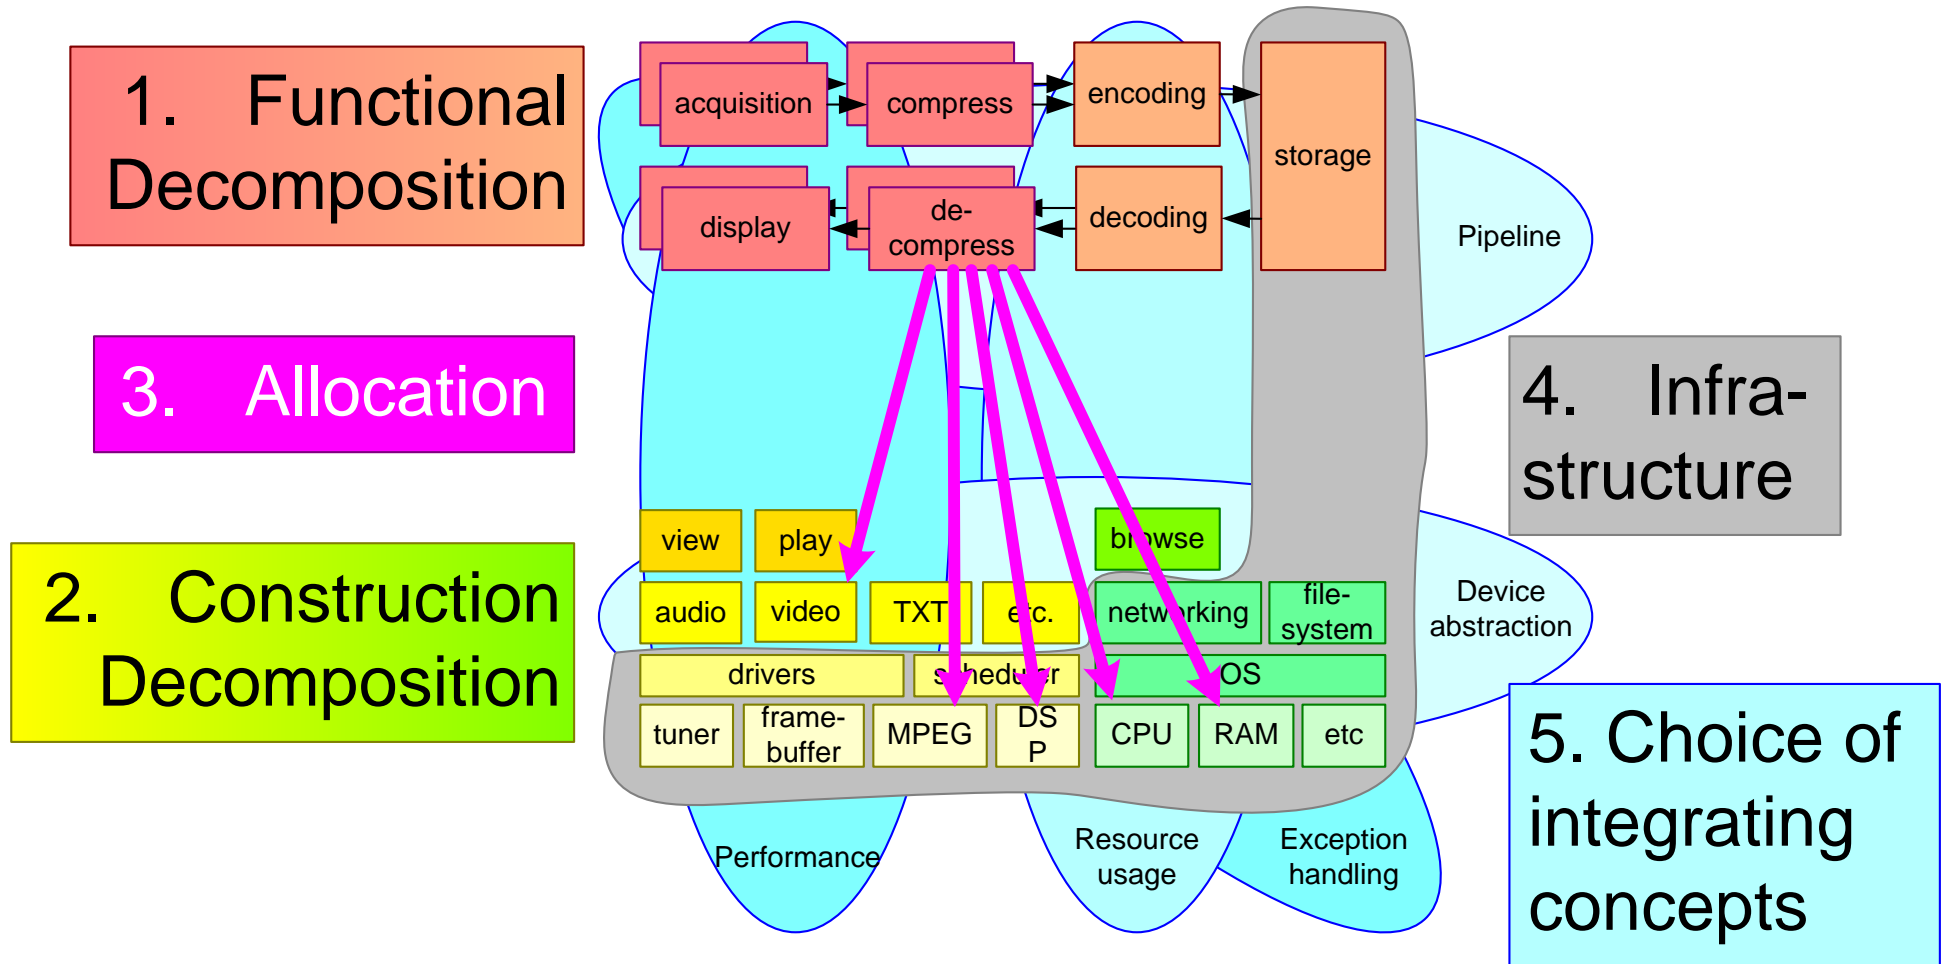 1. Functional
Decomposition
acquisition
compress
encoding
storage
display
de-
compress
decoding
Pipeline
3. Allocation
4. Infra-
structure
2. Construction
Decomposition
view
play
browse
audio
video
TXT
etc.
networking
file-
system
Device
abstraction
drivers
scheduler
OS
tuner
frame-
buffer
MPEG
DS
P
CPU
RAM
etc
5. Choice of
integrating
concepts
Performance
Resource
usage
Exception
handling